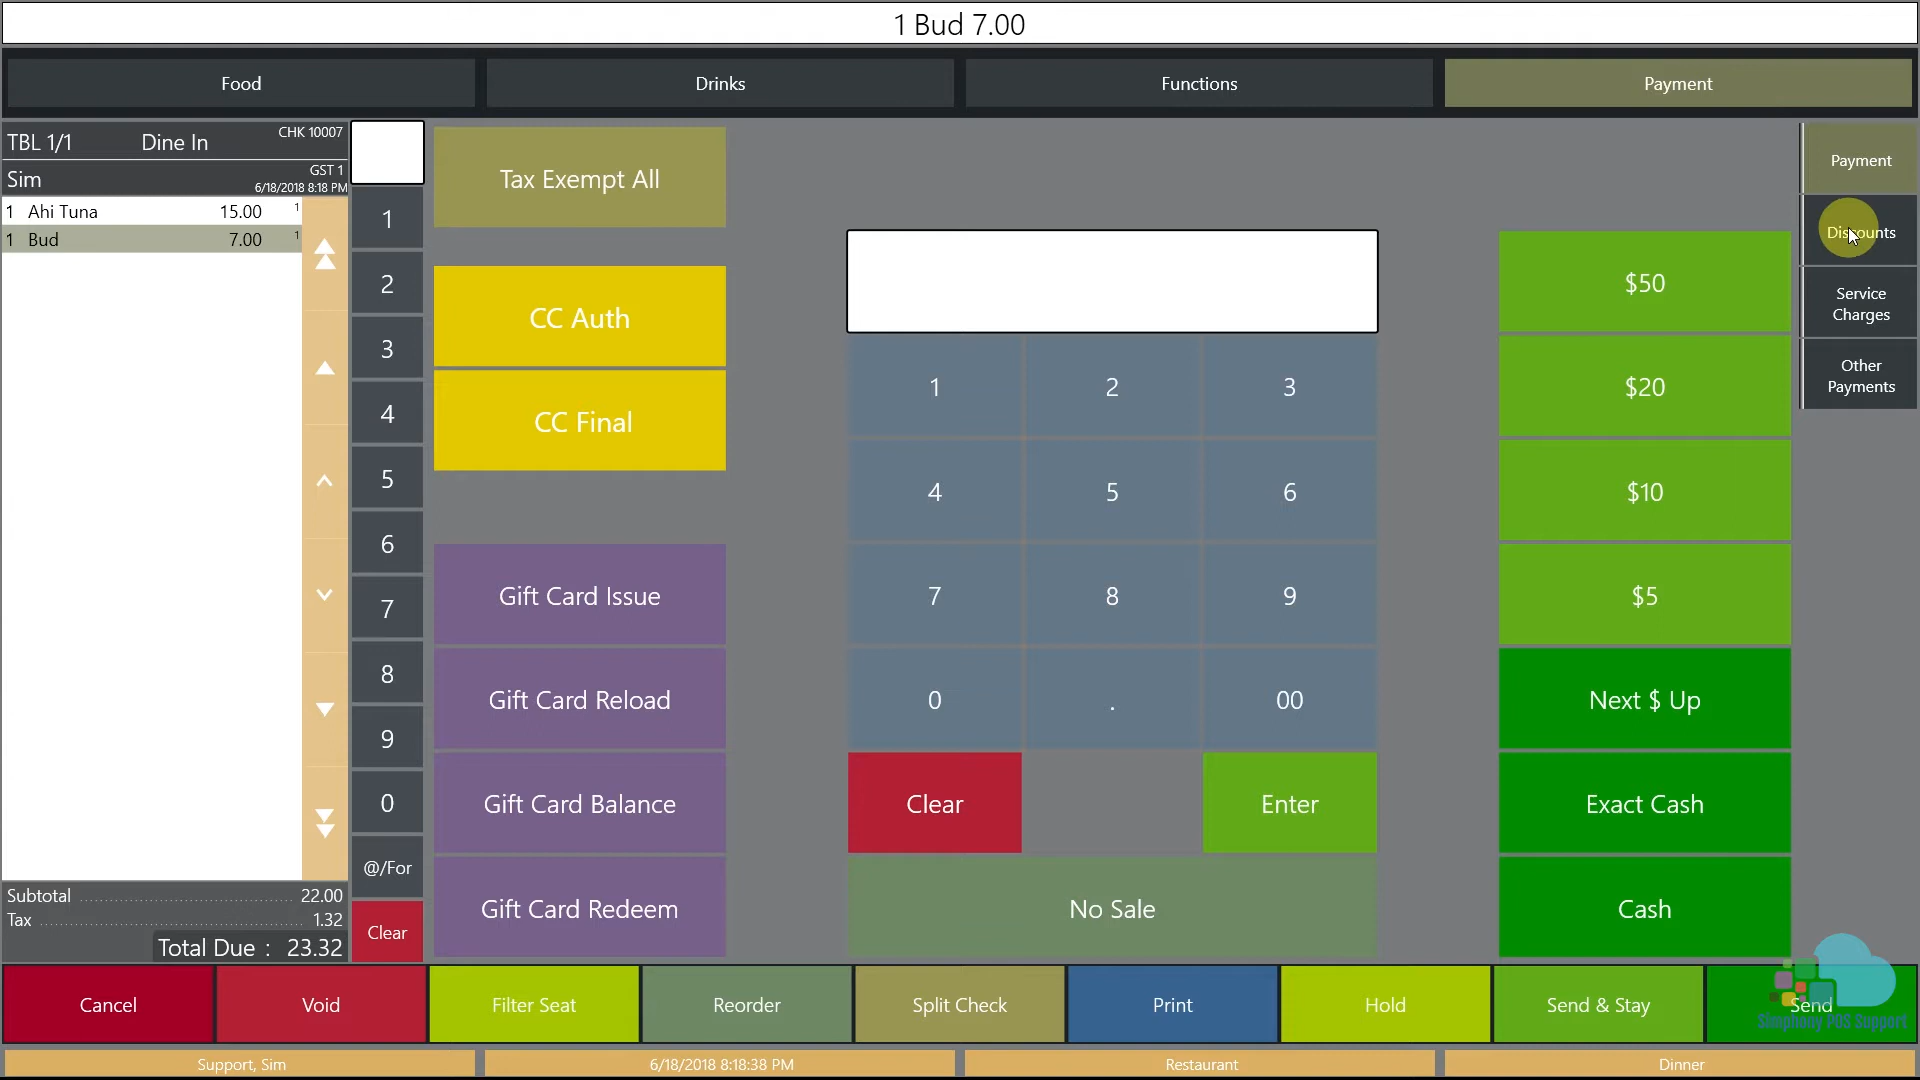 1 Bud 7.00
Food
Drinks
Functions
Payment
TBL 1/1
Dine In
CHK 10007
Sim
GST 1
6/18/2018 8:18 PM
1 Ahi Tuna 15.00 1
1 Bud 7.00 1
Subtotal 22.00
Tax 1.32
Total Due : 23.32
1
2
3
4
5
6
7
8
9
0
@/For
Clear
Tax Exempt All
CC Auth
CC Final
Gift Card Issue
Gift Card Reload
Gift Card Balance
Gift Card Redeem
1
2
3
4
5
6
7
8
9
0
.
00
Clear
Enter
No Sale
$50
$20
$10
$5
Next $ Up
Exact Cash
Cash
Payment
Discounts
Service
Charges
Other
Payments
Cancel
Void
Filter Seat
Reorder
Split Check
Print
Hold
Send & Stay
Send
Simphony POS Support
Support, Sim
6/18/2018 8:18:38 PM
Restaurant
Dinner